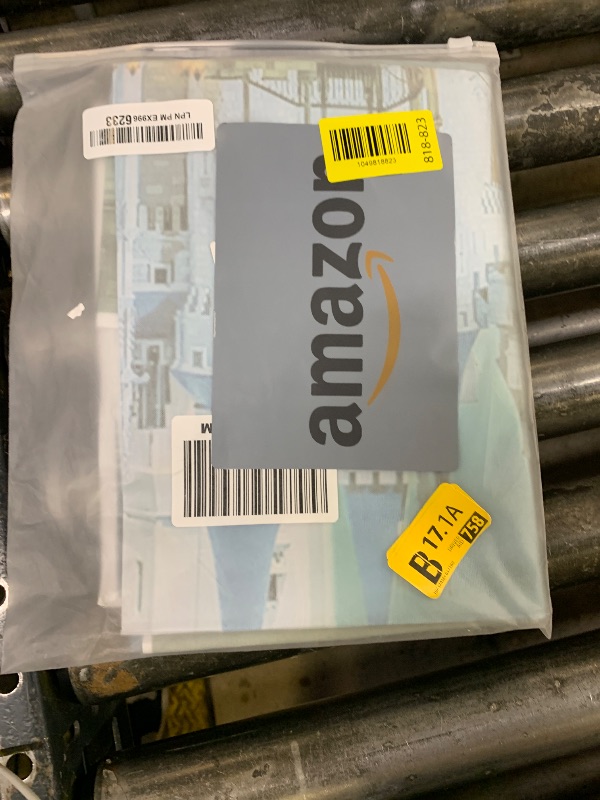 LPN PM EX996 6233
1049818823
818-823
amazon
M
E 17.1A
758